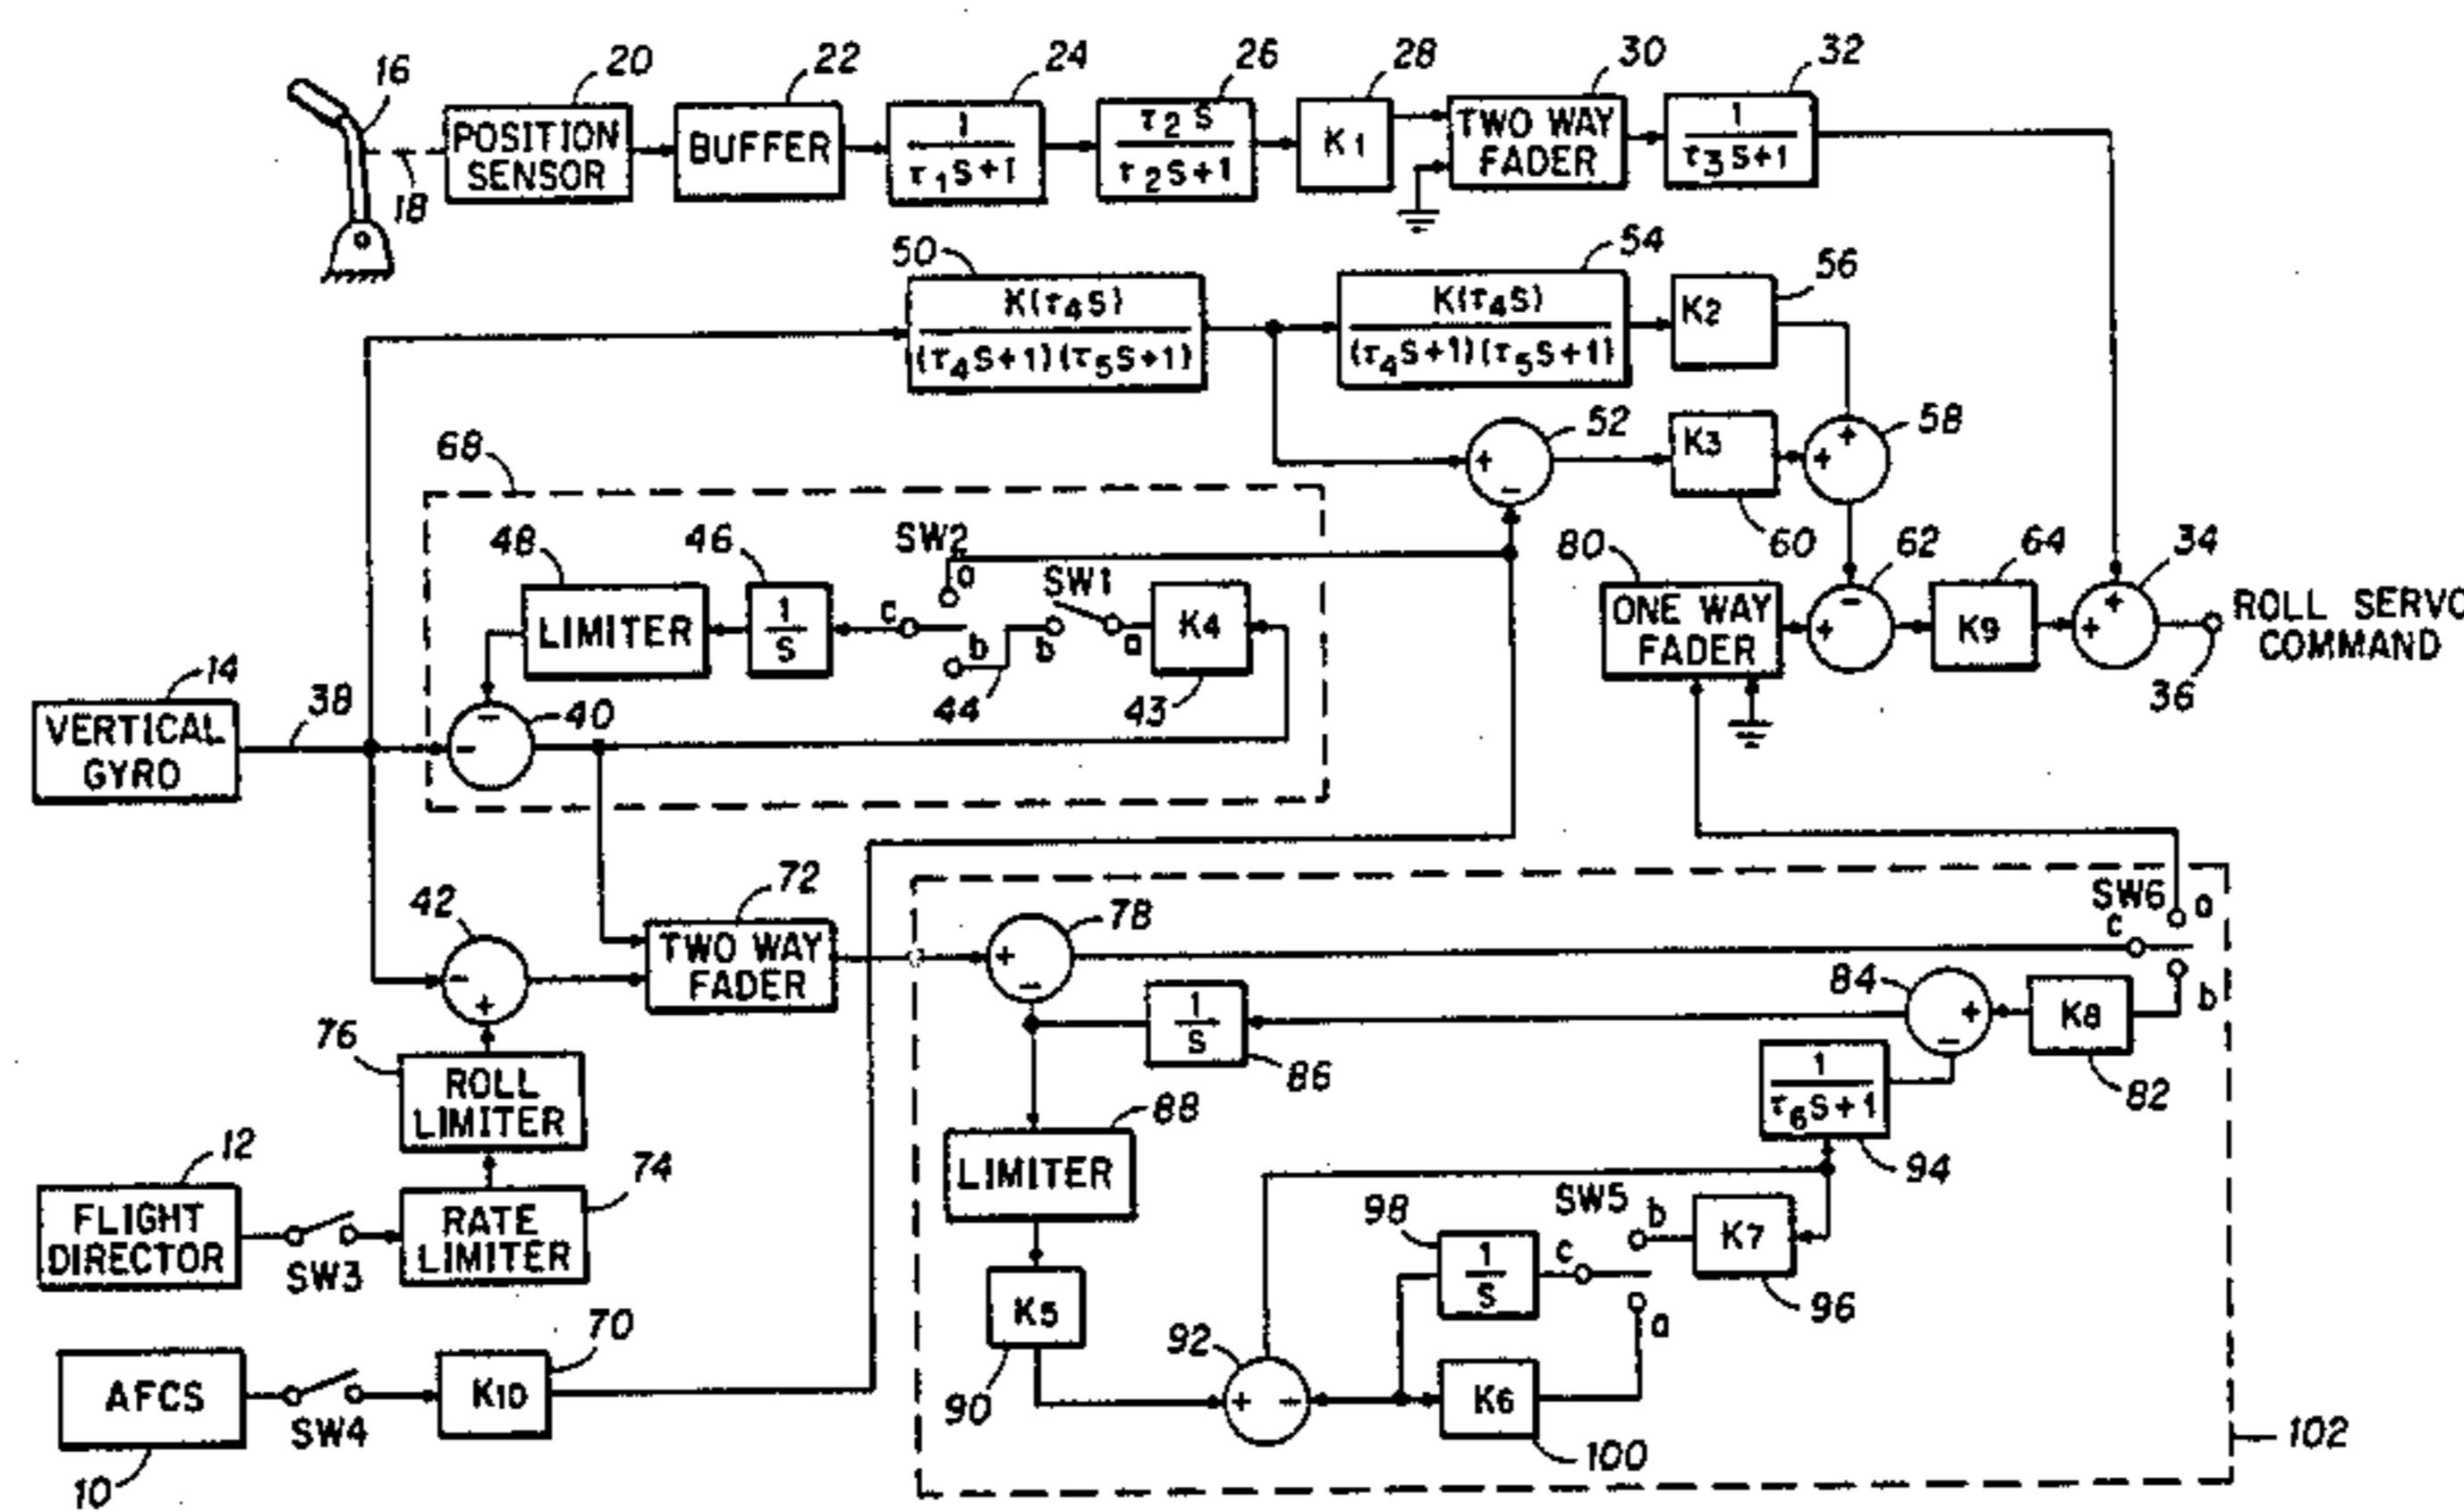 16
20
22
24
26
28
30
32
POSITION
SENSOR
BUFFER
1
τ1S+1
τ2 S
τ2S+1
K1
TWO WAY
FADER
1
τ3S+1
18
50
54
56
K(τ4S)
(τ4S+1)(τ5S+1)
K(τ4S)
(τ4S+1)(τ5S+1)
K2
68
52
58
+
-
K3
+
+
60
48
46
SW2
a
SW1
80
62
64
34
LIMITER
1
S
c
b
b
a
K4
ONE WAY
FADER
-
+
K9
+
+
ROLL SERVO
COMMAND
44
43
36
14
38
40
-
-
VERTICAL
GYRO
42
72
78
SW6
a
c
b
-
+
TWO WAY
FADER
+
-
1
S
86
84
+
-
K8
82
76
ROLL
LIMITER
88
1
τ6S+1
94
12
74
LIMITER
FLIGHT
DIRECTOR
SW3
RATE
LIMITER
98
SW5
b
K7
1
S
c
a
96
K5
70
92
AFCS
SW4
K10
90
+
-
K6
100
102
10